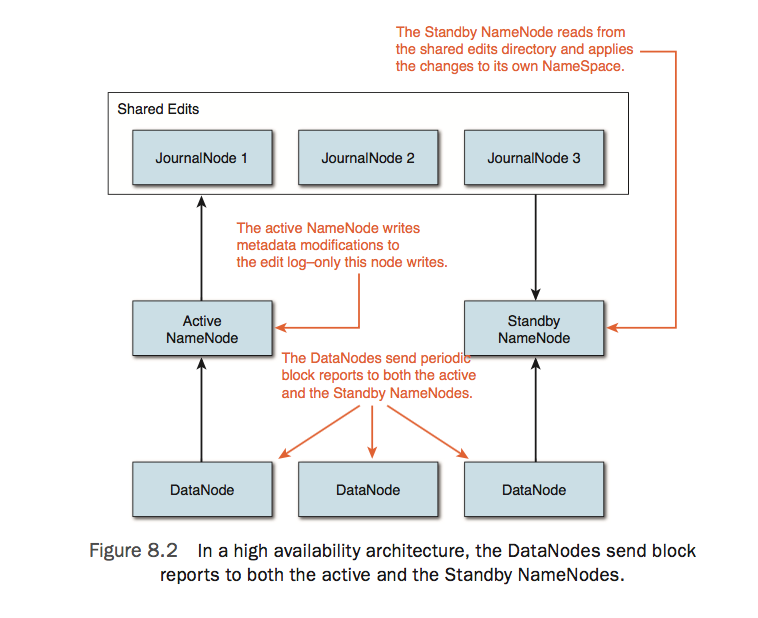 The Standby NameNode reads from
the shared edits directory and applies
the changes to its own NameSpace.
Shared Edits
JournalNode 1
JournalNode 2
JournalNode 3
The active NameNode writes
metadata modifications to
the edit log–only this node writes.
Active
NameNode
Standby
NameNode
The DataNodes send periodic
block reports to both the active
and the Standby NameNodes.
DataNode
DataNode
DataNode
Figure 8.2 In a high availability architecture, the DataNodes send block
reports to both the active and the Standby NameNodes.